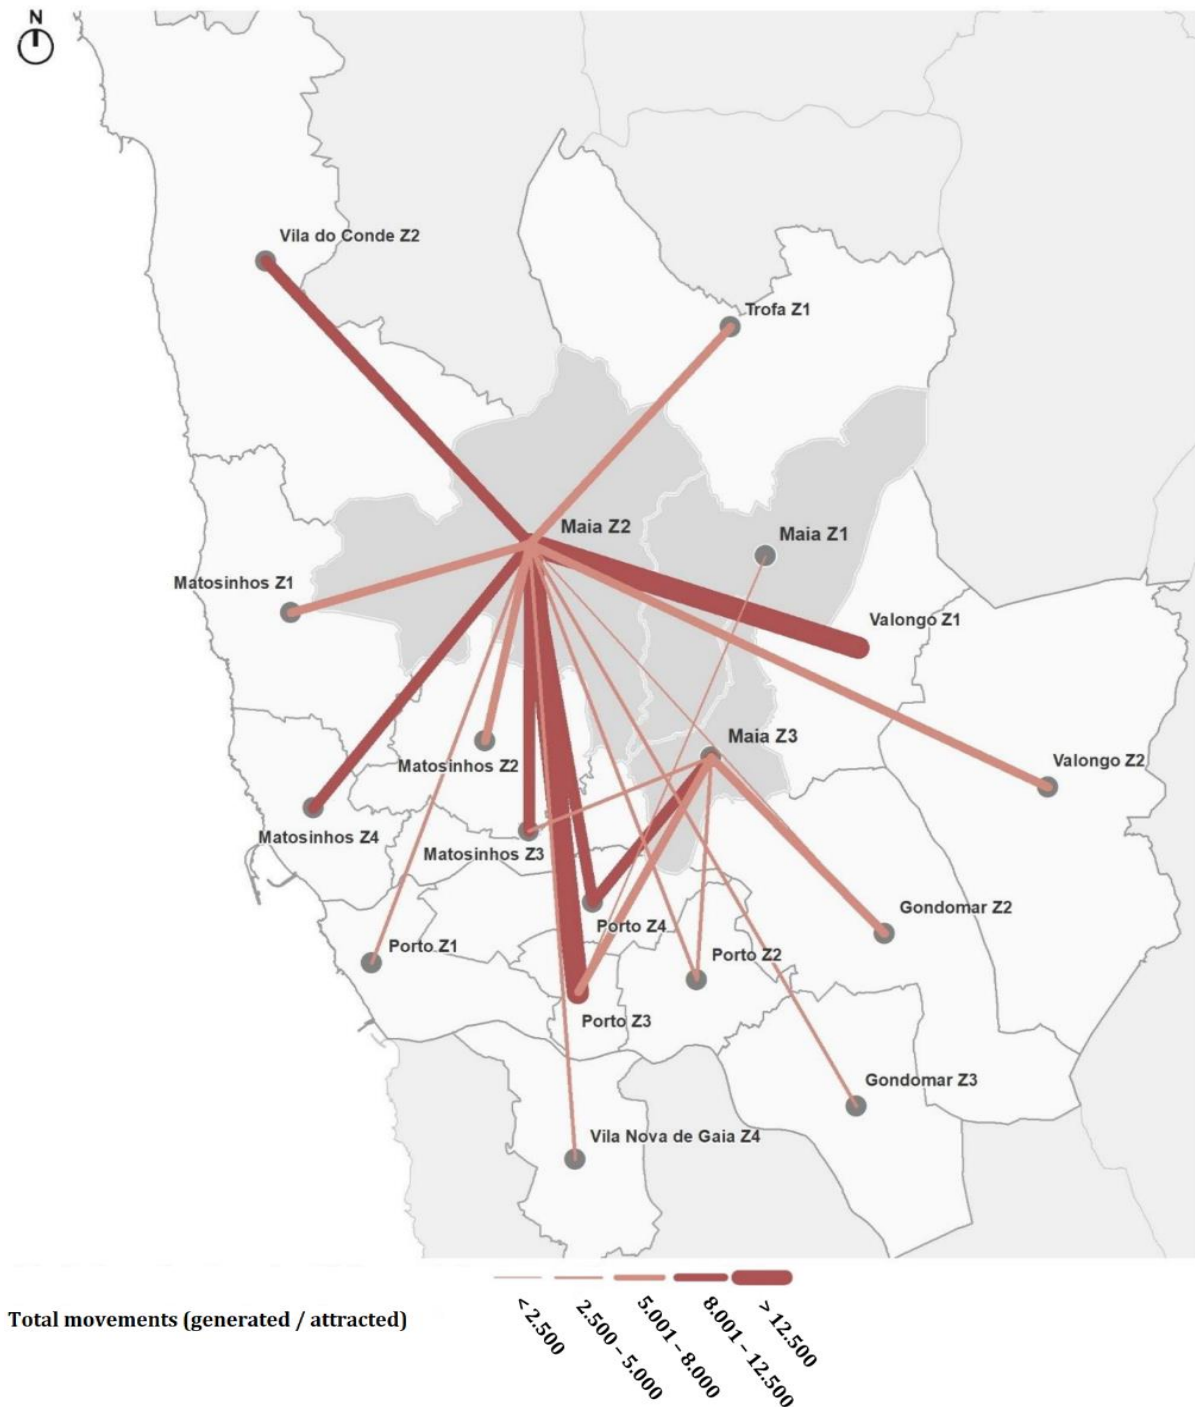 N
Vila do Conde Z2
Trofa Z1
Maia Z2
Maia Z1
Matosinhos Z1
Valongo Z1
Maia Z3
Valongo Z2
Matosinhos Z2
Matosinhos Z4
Matosinhos Z3
Gondomar Z2
Porto Z4
Porto Z1
Porto Z2
Porto Z3
Gondomar Z3
Vila Nova de Gaia Z4
Total movements (generated / attracted)
< 2.500
2.500 – 5.000
5.001 – 8.000
8.001 – 12.500
> 12.500